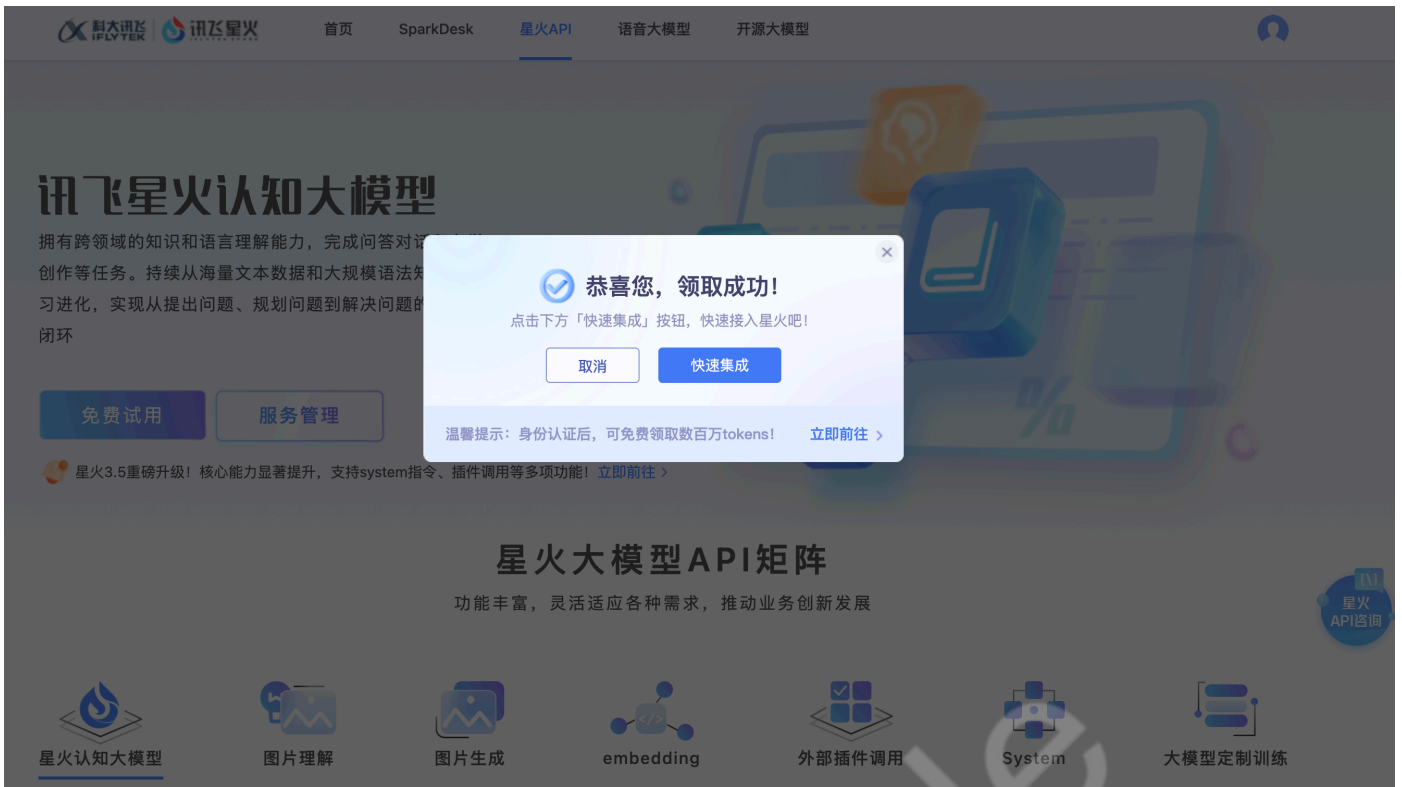 科大讯飞 讯飞星火 首页 SparkDesk 星火API 语音大模型 开源大模型
IFLYTEK
讯飞星火认知大模型
拥有跨领域的知识和语言理解能力，完成问答对话
创作等任务。持续从海量文本数据和大规模语法知
习进化，实现从提出问题、规划问题到解决问题的
闭环
恭喜您，领取成功！
点击下方「快速集成」按钮，快速接入星火吧！
取消 快速集成
温馨提示：身份认证后，可免费领取数百万tokens！ 立即前往
免费试用 服务管理
星火3.5重磅升级！核心能力显著提升，支持system指令、插件调用等多项功能！立即前往
星火大模型API矩阵
功能丰富，灵活适应各种需求，推动业务创新发展
星火
API咨询
星火认知大模型 图片理解 图片生成 embedding 外部插件调用 System 大模型定制训练